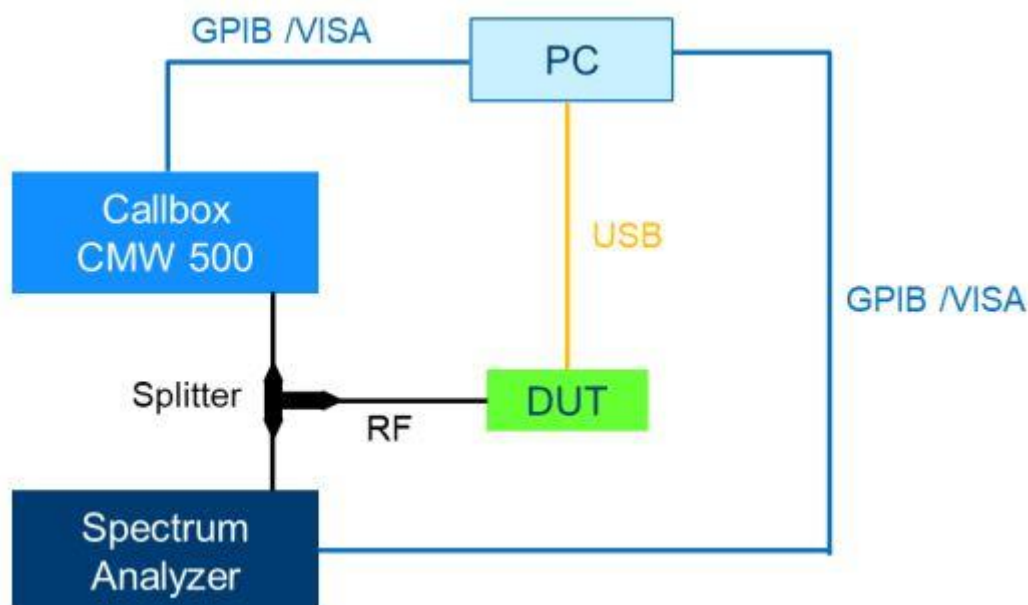 GPIB /VISA
PC
Callbox
CMW 500
USB
GPIB /VISA
Splitter
RF
DUT
Spectrum
Analyzer